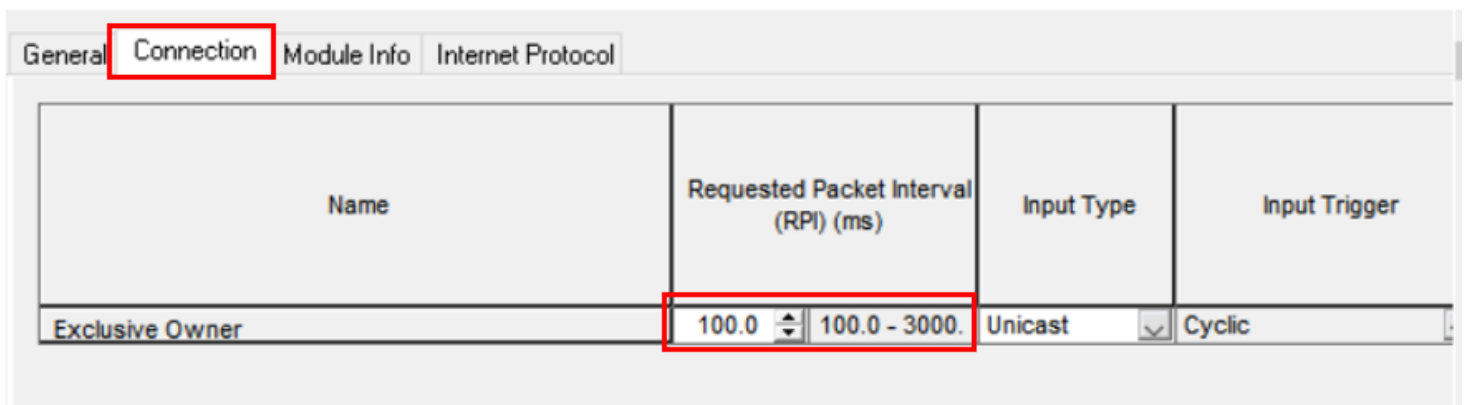 General Connection Module Info Internet Protocol
Name
Requested Packet Interval
(RPI) (ms)
Input Type
Input Trigger
Exclusive Owner 100.0 100.0 - 3000. Unicast Cyclic